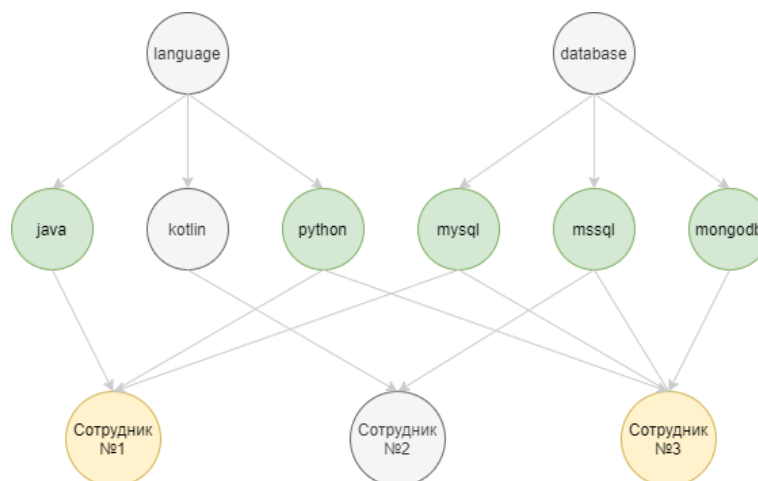 language
database
java
kotlin
python
mysql
mssql
mongodb
Сотрудник
№1
Сотрудник
№2
Сотрудник
№3